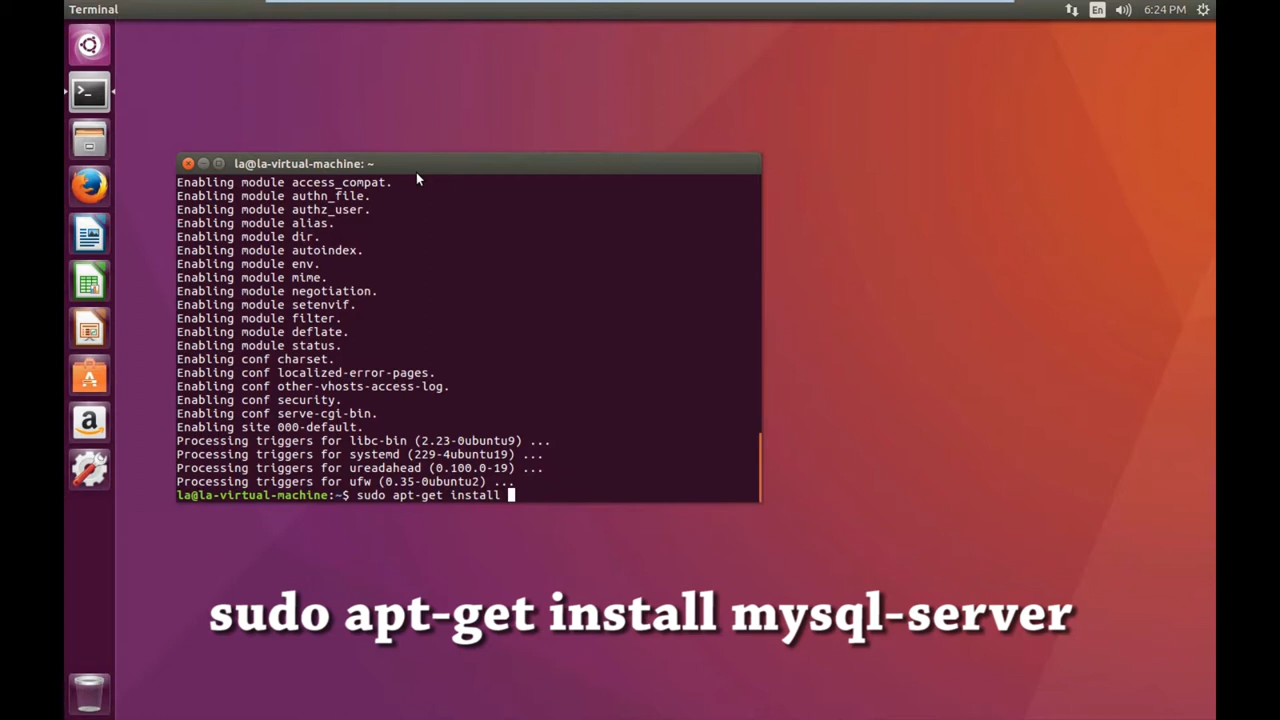 Terminal
En
6:24 PM
la@la-virtual-machine: ~
Enabling module access_compat.
Enabling module authn_file.
Enabling module authz_user.
Enabling module alias.
Enabling module dir.
Enabling module autoindex.
Enabling module env.
Enabling module mime.
Enabling module negotiation.
Enabling module setenvif.
Enabling module filter.
Enabling module deflate.
Enabling module status.
Enabling conf charset.
Enabling conf localized-error-pages.
Enabling conf other-vhosts-access-log.
Enabling conf security.
Enabling conf serve-cgi-bin.
Enabling site 000-default.
Processing triggers for libc-bin (2.23-0ubuntu9) ...
Processing triggers for systemd (229-4ubuntu19) ...
Processing triggers for ureadahead (0.100.0-19) ...
Processing triggers for ufw (0.35-0ubuntu2) ...
la@la-virtual-machine:~$ sudo apt-get install
sudo apt-get install mysql-server